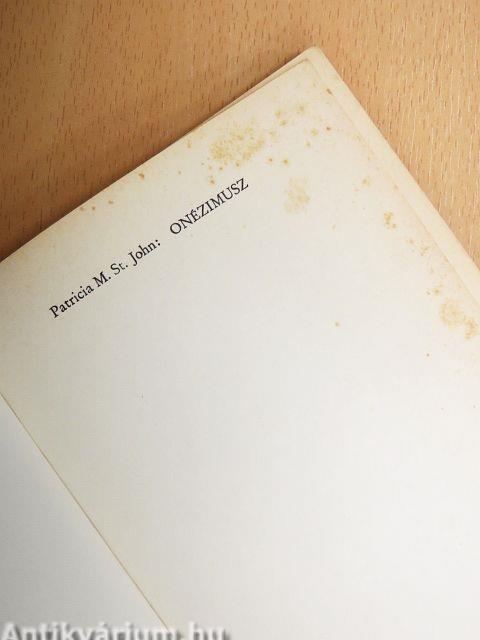 Patricia M. St. John: ONÉZIMUSZ
Antikvárium.hu